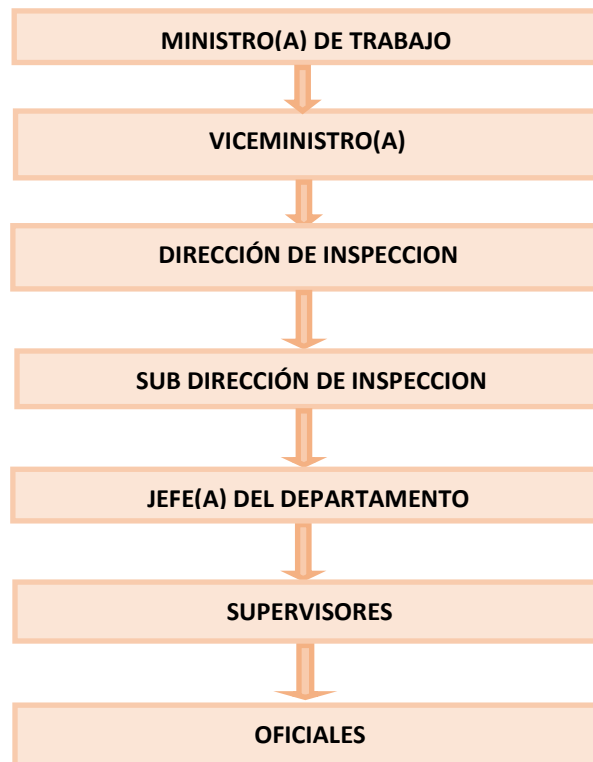 MINISTRO(A) DE TRABAJO
VICEMINISTRO(A)
DIRECCIÓN DE INSPECCION
SUB DIRECCIÓN DE INSPECCION
JEFE(A) DEL DEPARTAMENTO
SUPERVISORES
OFICIALES